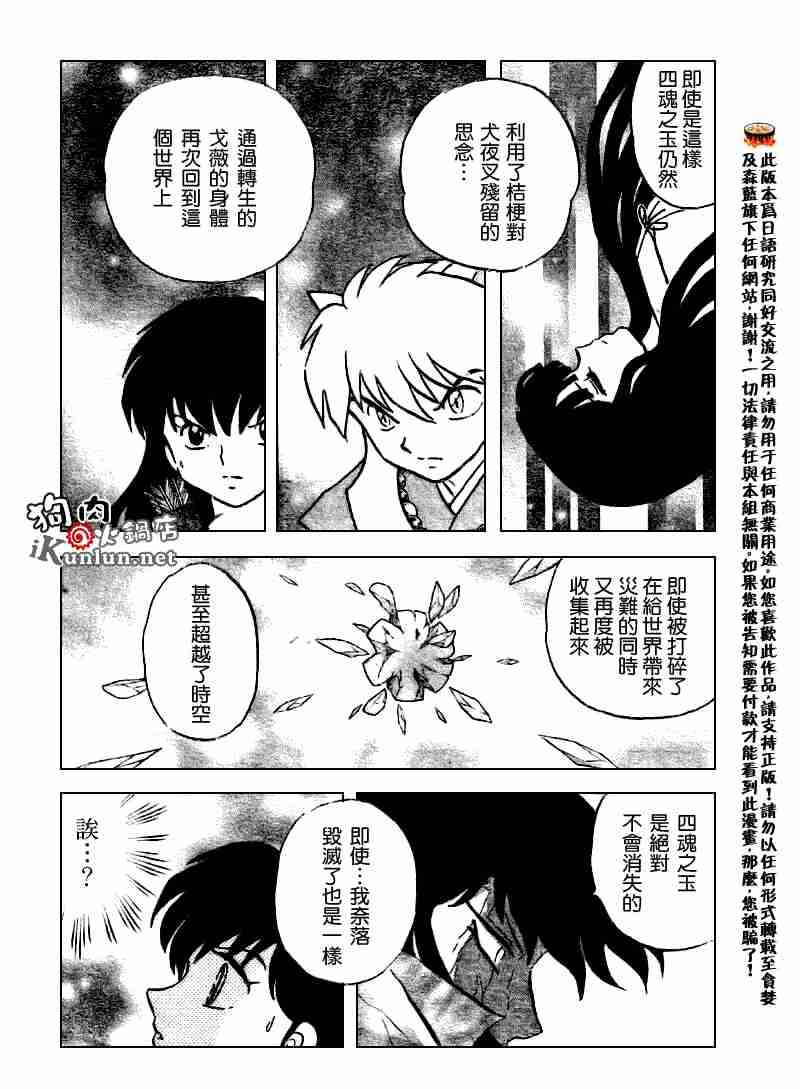 即使是這樣
四魂之玉仍然
利用了桔梗對
犬夜叉殘留的
思念…
通過轉生的
戈薇的身體
再次回到這
個世界上
即使被打碎了
在給世界帶來
災難的同時
又再度被
收集起來
甚至超越了時空
四魂之玉
是絕對
不會消失的
即使…我奈落
毀滅了也是一樣
誒…？
狗肉火鍋店
iKunlun.net
此版本爲日語研究同好交流之用，請勿用于任何商業用途，如您喜歡此作品，請支持正版！請勿以任何形式轉載至貪婪
及森藍旗下任何網站，謝謝！一切法律責任與本組無關。如果您被告知需要付款才能看到此漫畫，那麼，您被騙了！